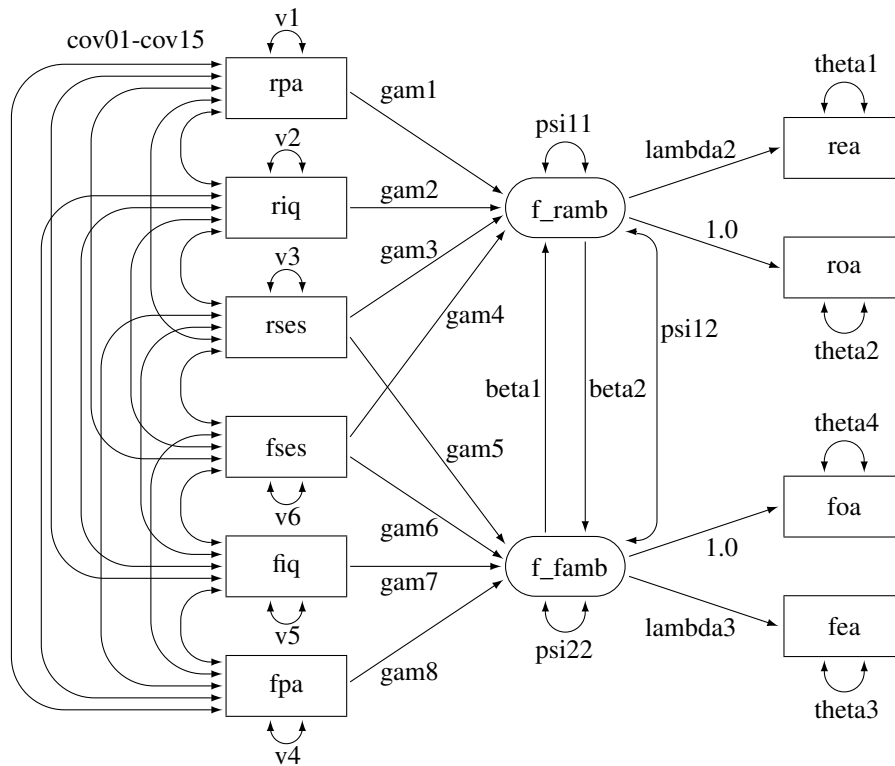 v1
cov01-cov15
rpa
gam1
theta1
rea
v2
psi11
lambda2
riq
gam2
f_ramb
1.0
v3
gam3
roa
rses
gam4
psi12
theta2
beta1
beta2
fses
gam5
theta4
v6
gam6
foa
1.0
fiq
gam7
f_famb
v5
lambda3
fea
fpa
gam8
psi22
theta3
v4